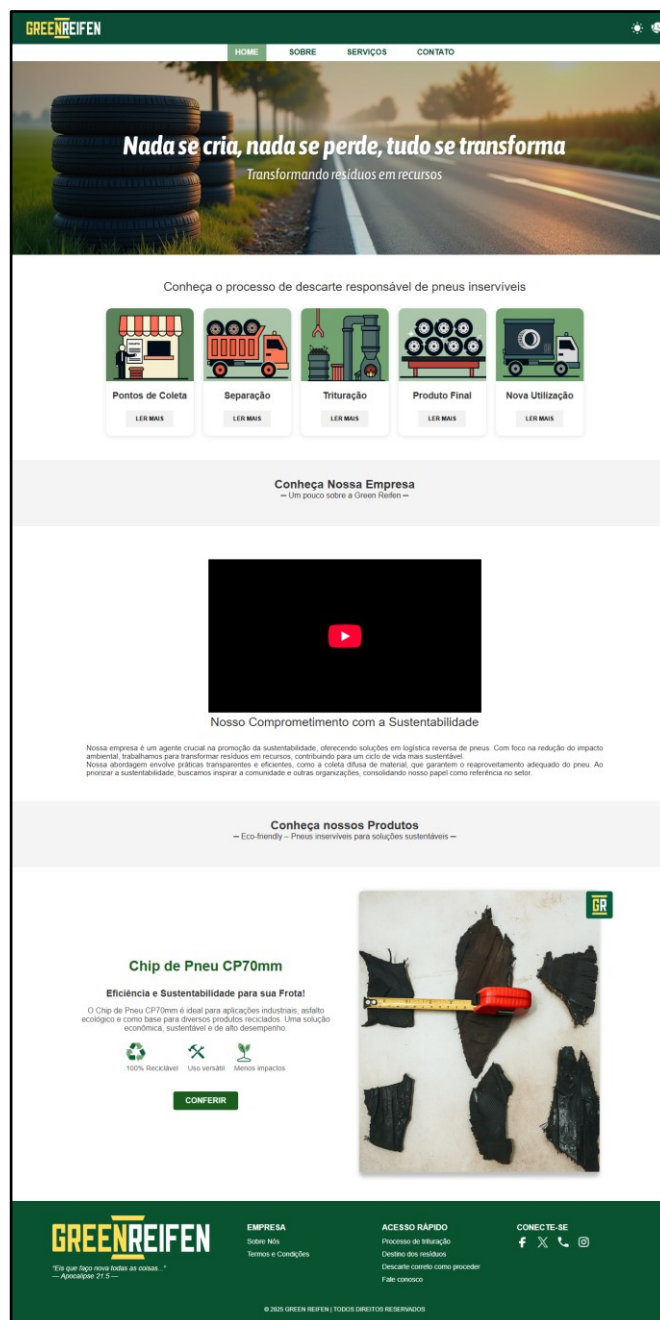 GREENREIFEN
HOME SOBRE SERVIÇOS CONTATO
Nada se cria, nada se perde, tudo se transforma
Transformando resíduos em recursos
Conheça o processo de descarte responsável de pneus inservíveis
Pontos de Coleta Separação Trituração Produto Final Nova Utilização
LER MAIS LER MAIS LER MAIS LER MAIS LER MAIS
Conheça Nossa Empresa
— Um pouco sobre a Green Reifen —
Nosso Comprometimento com a Sustentabilidade
Nossa empresa é um agente crucial na promoção da sustentabilidade, oferecendo soluções em logística reversa de pneus. Com foco na redução do impacto
ambiental, trabalhamos para transformar resíduos em recursos, contribuindo para um ciclo de vida mais sustentável.
Nossa abordagem envolve práticas transparentes e eficientes, como a coleta difusa de material, que garantem o reaproveitamento adequado do pneu. Ao
priorizar a sustentabilidade, buscamos inspirar a comunidade e outras organizações, consolidando nosso papel como referência no setor.
Conheça nossos Produtos
— Eco-friendly – Pneus inservíveis para soluções sustentáveis —
GR
Chip de Pneu CP70mm
Eficiência e Sustentabilidade para sua Frota!
O Chip de Pneu CP70mm é ideal para aplicações industriais, asfalto
ecológico e como base para diversos produtos reciclados. Uma solução
econômica, sustentável e de alto desempenho.
100% Reciclável Uso versátil Menos impactos
CONFERIR
GREENREIFEN
"Eis que faço nova todas as coisas..."
— Apocalipse 21:5 —
EMPRESA
Sobre Nós
Termos e Condições
ACESSO RÁPIDO
Processo de trituração
Destino dos resíduos
Descarte correto como proceder
Fale conosco
CONECTE-SE
© 2025 GREEN REIFEN | TODOS DIREITOS RESERVADOS